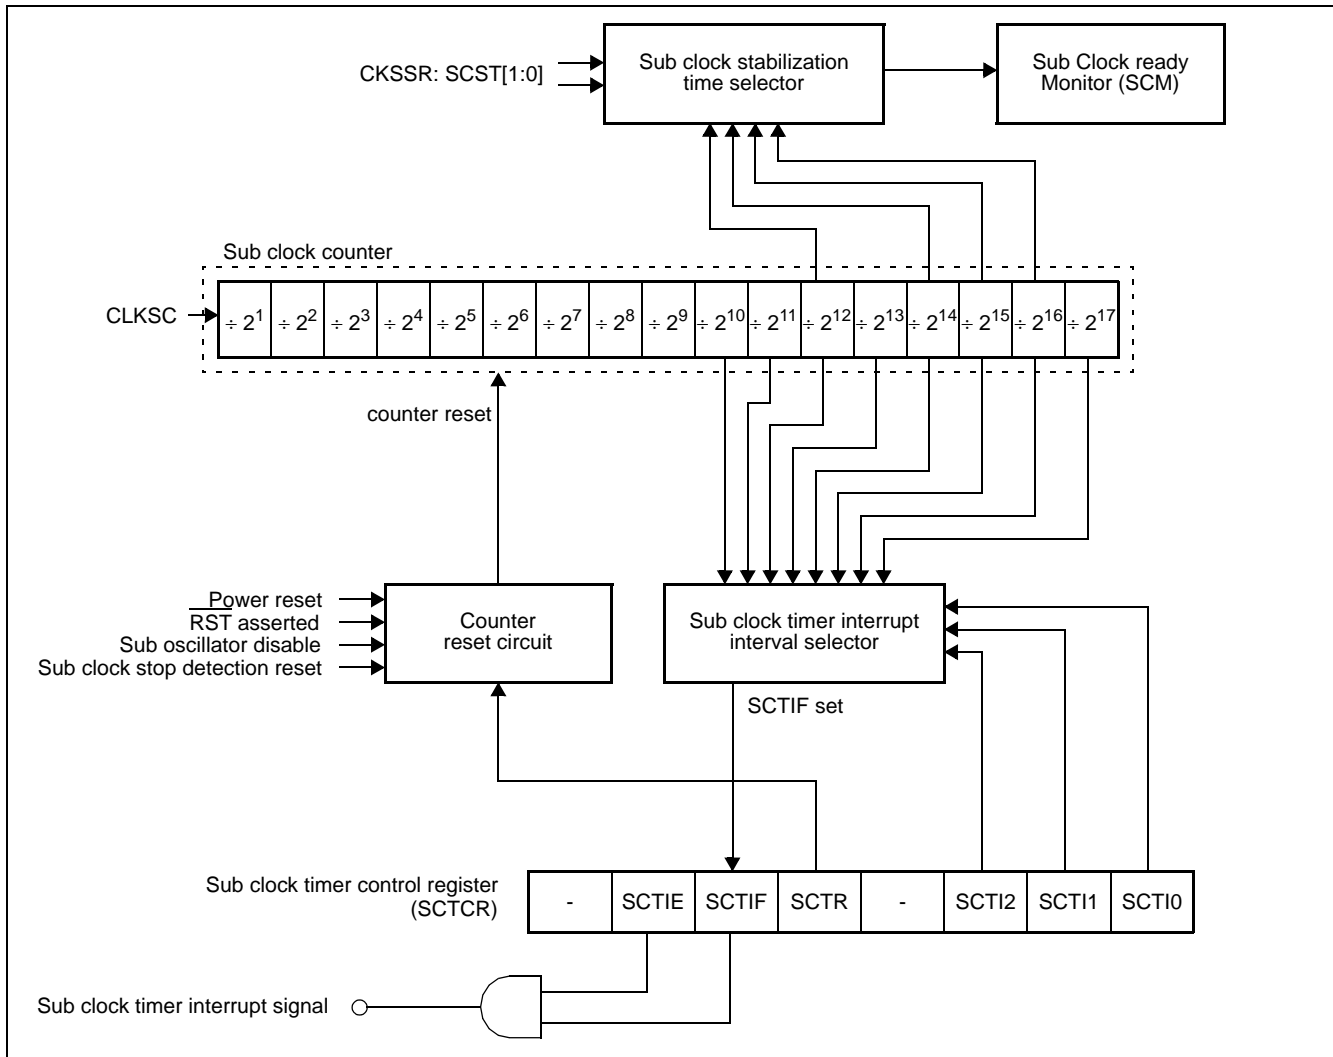 CKSSR: SCST[1:0]
Sub clock stabilization
time selector
Sub Clock ready
Monitor (SCM)
Sub clock counter
CLKSC
÷ 2¹ ÷ 2² ÷ 2³ ÷ 2⁴ ÷ 2⁵ ÷ 2⁶ ÷ 2⁷ ÷ 2⁸ ÷ 2⁹ ÷ 2¹⁰ ÷ 2¹¹ ÷ 2¹² ÷ 2¹³ ÷ 2¹⁴ ÷ 2¹⁵ ÷ 2¹⁶ ÷ 2¹⁷
counter reset
Power reset
RST asserted
Sub oscillator disable
Sub clock stop detection reset
Counter
reset circuit
Sub clock timer interrupt
interval selector
SCTIF set
Sub clock timer control register
(SCTCR)
- SCTIE SCTIF SCTR - SCTI2 SCTI1 SCTI0
Sub clock timer interrupt signal